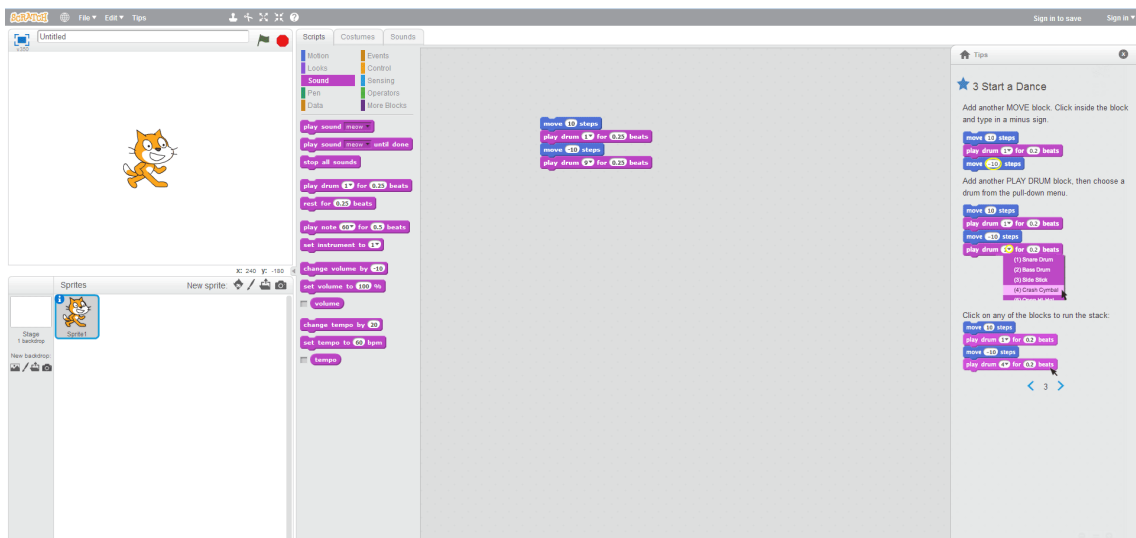 SCRATCH File Edit Tips Sign in to save Sign in
v350
Untitled
x: 240 y: -180
Sprites New sprite:
Stage
1 backdrop
New backdrop:
Sprite1
Scripts Costumes Sounds
Motion Events
Looks Control
Sound Sensing
Pen Operators
Data More Blocks
play sound meow
play sound meow until done
stop all sounds
play drum 1 for 0.25 beats
rest for 0.25 beats
play note 60 for 0.5 beats
set instrument to 1
change volume by -10
set volume to 100 %
volume
change tempo by 20
set tempo to 60 bpm
tempo
move 10 steps
play drum 1 for 0.25 beats
move -10 steps
play drum 9 for 0.25 beats
Tips
3 Start a Dance
Add another MOVE block. Click inside the block
and type in a minus sign.
move 10 steps
play drum 1 for 0.2 beats
move -10 steps
Add another PLAY DRUM block, then choose a
drum from the pull-down menu.
move 10 steps
play drum 1 for 0.2 beats
move -10 steps
play drum for 0.2 beats
(1) Snare Drum
(2) Bass Drum
(3) Side Stick
(4) Crash Cymbal
Click on any of the blocks to run the stack:
move 10 steps
play drum 1 for 0.2 beats
move -10 steps
play drum 4 for 0.2 beats
3